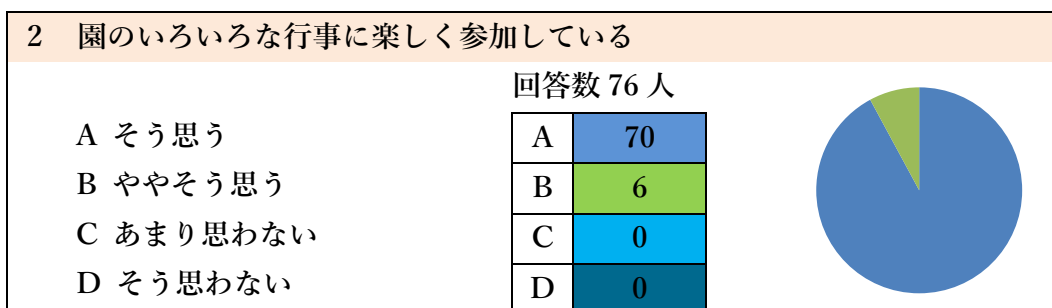 2 園のいろいろな行事に楽しく参加している
回答数 76 人
A そう思う
A 70
B ややそう思う
B 6
C あまり思わない
C 0
D そう思わない
D 0